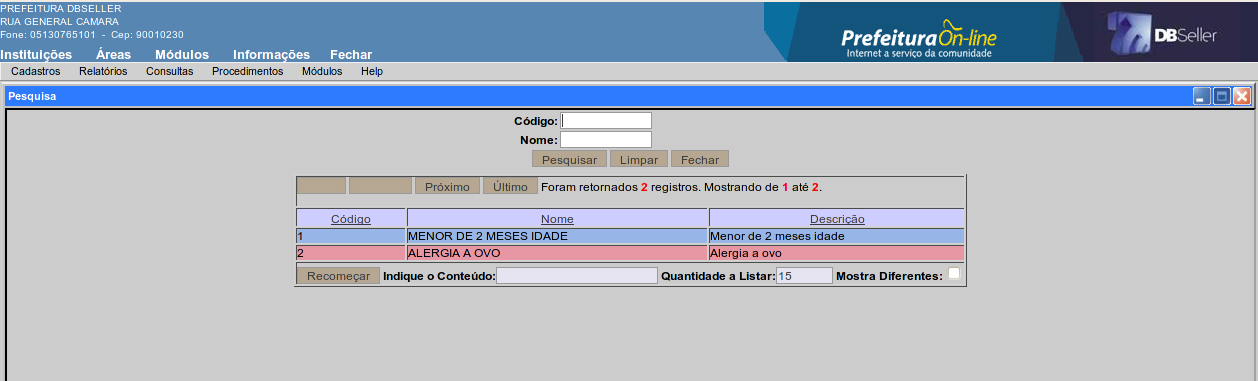 PREFEITURA DBSELLER
RUA GENERAL CAMARA
Fone: 05130765101 - Cep: 90010230
PrefeituraOn-line
Internet a serviço da comunidade
DBSeller
Instituições Áreas Módulos Informações Fechar
Cadastros Relatórios Consultas Procedimentos Módulos Help
Pesquisa
Código:
Nome:
Pesquisar Limpar Fechar
Próximo Último Foram retornados 2 registros. Mostrando de 1 até 2.
Código Nome Descrição
1 MENOR DE 2 MESES IDADE Menor de 2 meses idade
2 ALERGIA A OVO Alergia a ovo
Recomeçar Indique o Conteúdo: Quantidade a Listar: 15 Mostra Diferentes: